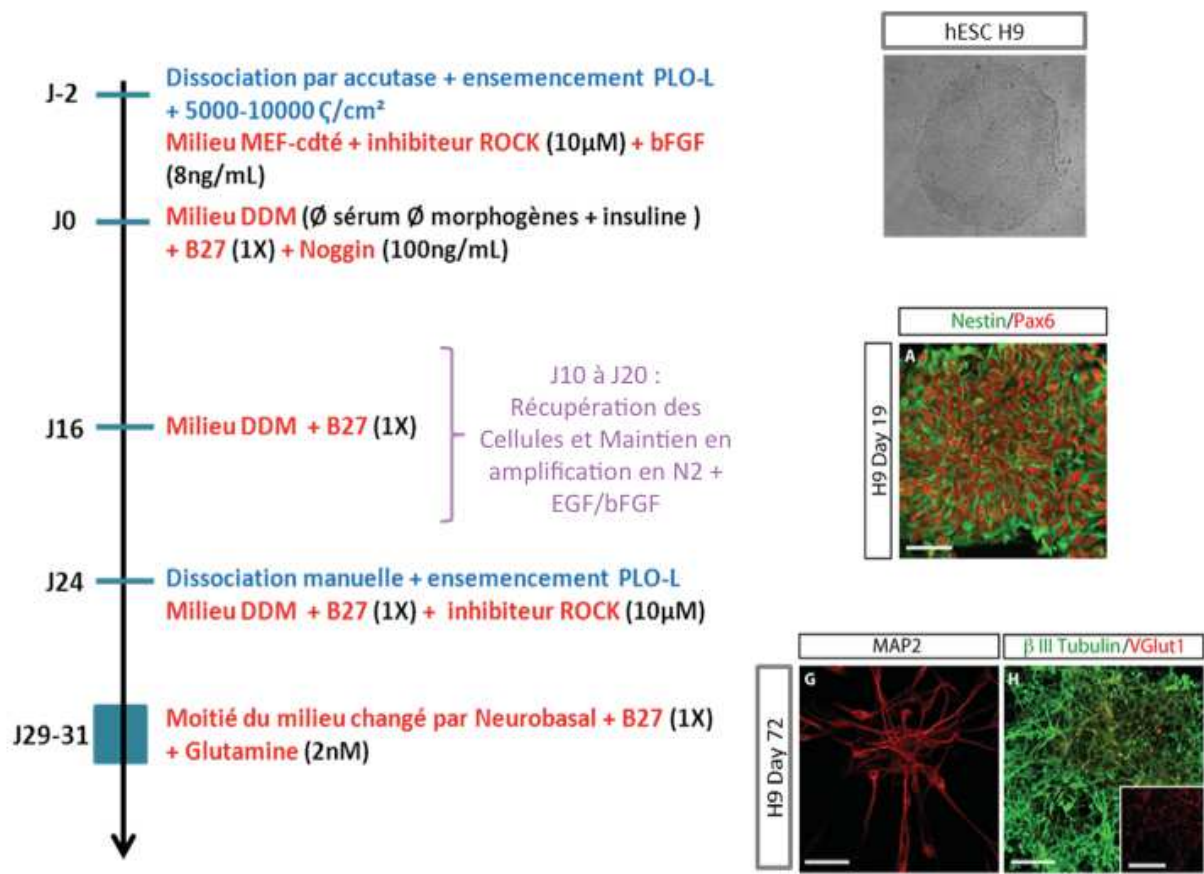 hESC H9
J-2
Dissociation par accutase + ensemencement PLO-L
+ 5000-10000 Ç/cm²
Milieu MEF-cdté + inhibiteur ROCK (10µM) + bFGF
(8ng/mL)
J0
Milieu DDM (Ø sérum Ø morphogènes + insuline )
+ B27 (1X) + Noggin (100ng/mL)
Nestin/Pax6
A
H9 Day 19
J10 à J20 :
Récupération des
Cellules et Maintien en
amplification en N2 +
EGF/bFGF
J16
Milieu DDM + B27 (1X)
J24
Dissociation manuelle + ensemencement PLO-L
Milieu DDM + B27 (1X) + inhibiteur ROCK (10µM)
MAP2
β III Tubulin/VGlut1
G
H
H9 Day 72
J29-31
Moitié du milieu changé par Neurobasal + B27 (1X)
+ Glutamine (2nM)